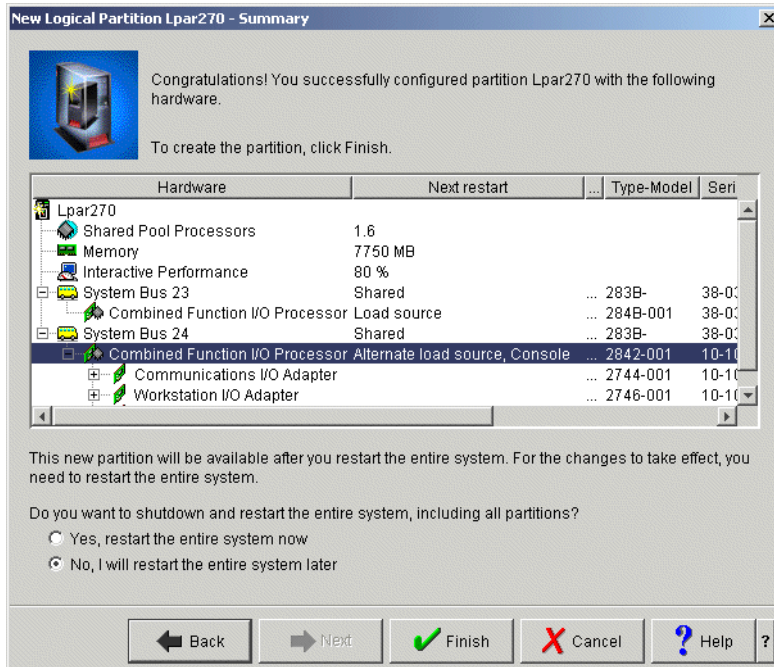 New Logical Partition Lpar270 - Summary
Congratulations! You successfully configured partition Lpar270 with the following
hardware.
To create the partition, click Finish.
Hardware Next restart ... Type-Model Seri
Lpar270
Shared Pool Processors 1.6
Memory 7750 MB
Interactive Performance 80 %
System Bus 23 Shared ... 283B- 38-03
Combined Function I/O Processor Load source ... 284B-001 38-03
System Bus 24 Shared ... 283B- 38-03
Combined Function I/O Processor Alternate load source, Console ... 2842-001 10-10
Communications I/O Adapter ... 2744-001 10-10
Workstation I/O Adapter ... 2746-001 10-10
This new partition will be available after you restart the entire system. For the changes to take effect, you
need to restart the entire system.
Do you want to shutdown and restart the entire system, including all partitions?
Yes, restart the entire system now
No, I will restart the entire system later
Back Next Finish Cancel ? Help ?